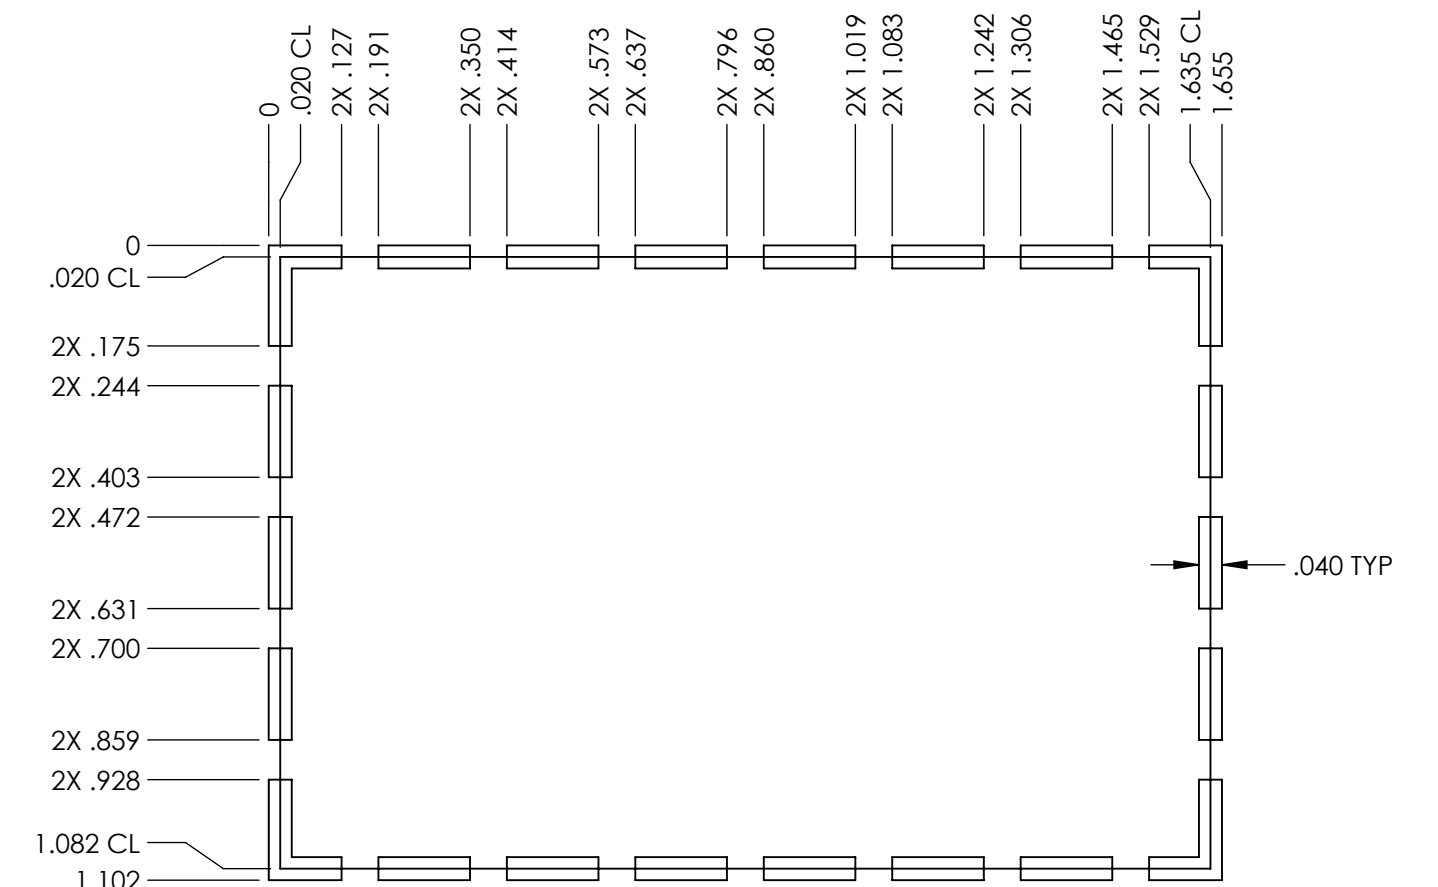 0
.020 CL
2X .127
2X .191
2X .350
2X .414
2X .573
2X .637
2X .796
2X .860
2X 1.019
2X 1.083
2X 1.242
2X 1.306
2X 1.465
2X 1.529
1.635 CL
1.655
0
.020 CL
2X .175
2X .244
2X .403
2X .472
2X .631
2X .700
2X .859
2X .928
1.082 CL
1.102
.040 TYP